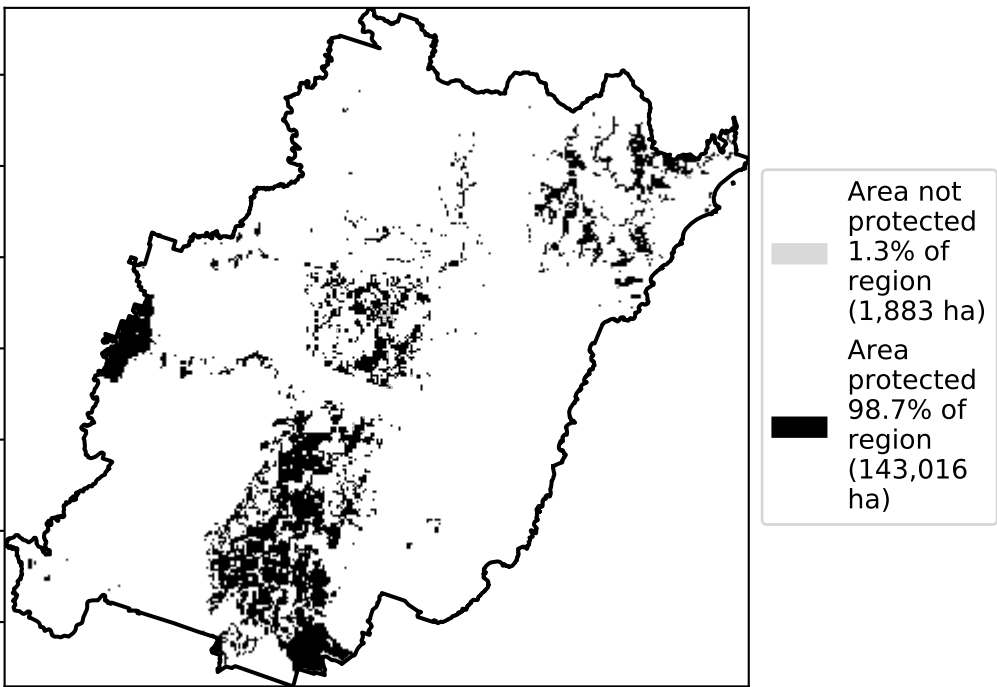 Area not
protected
1.3% of
region
(1,883 ha)
Area
protected
98.7% of
region
(143,016
ha)